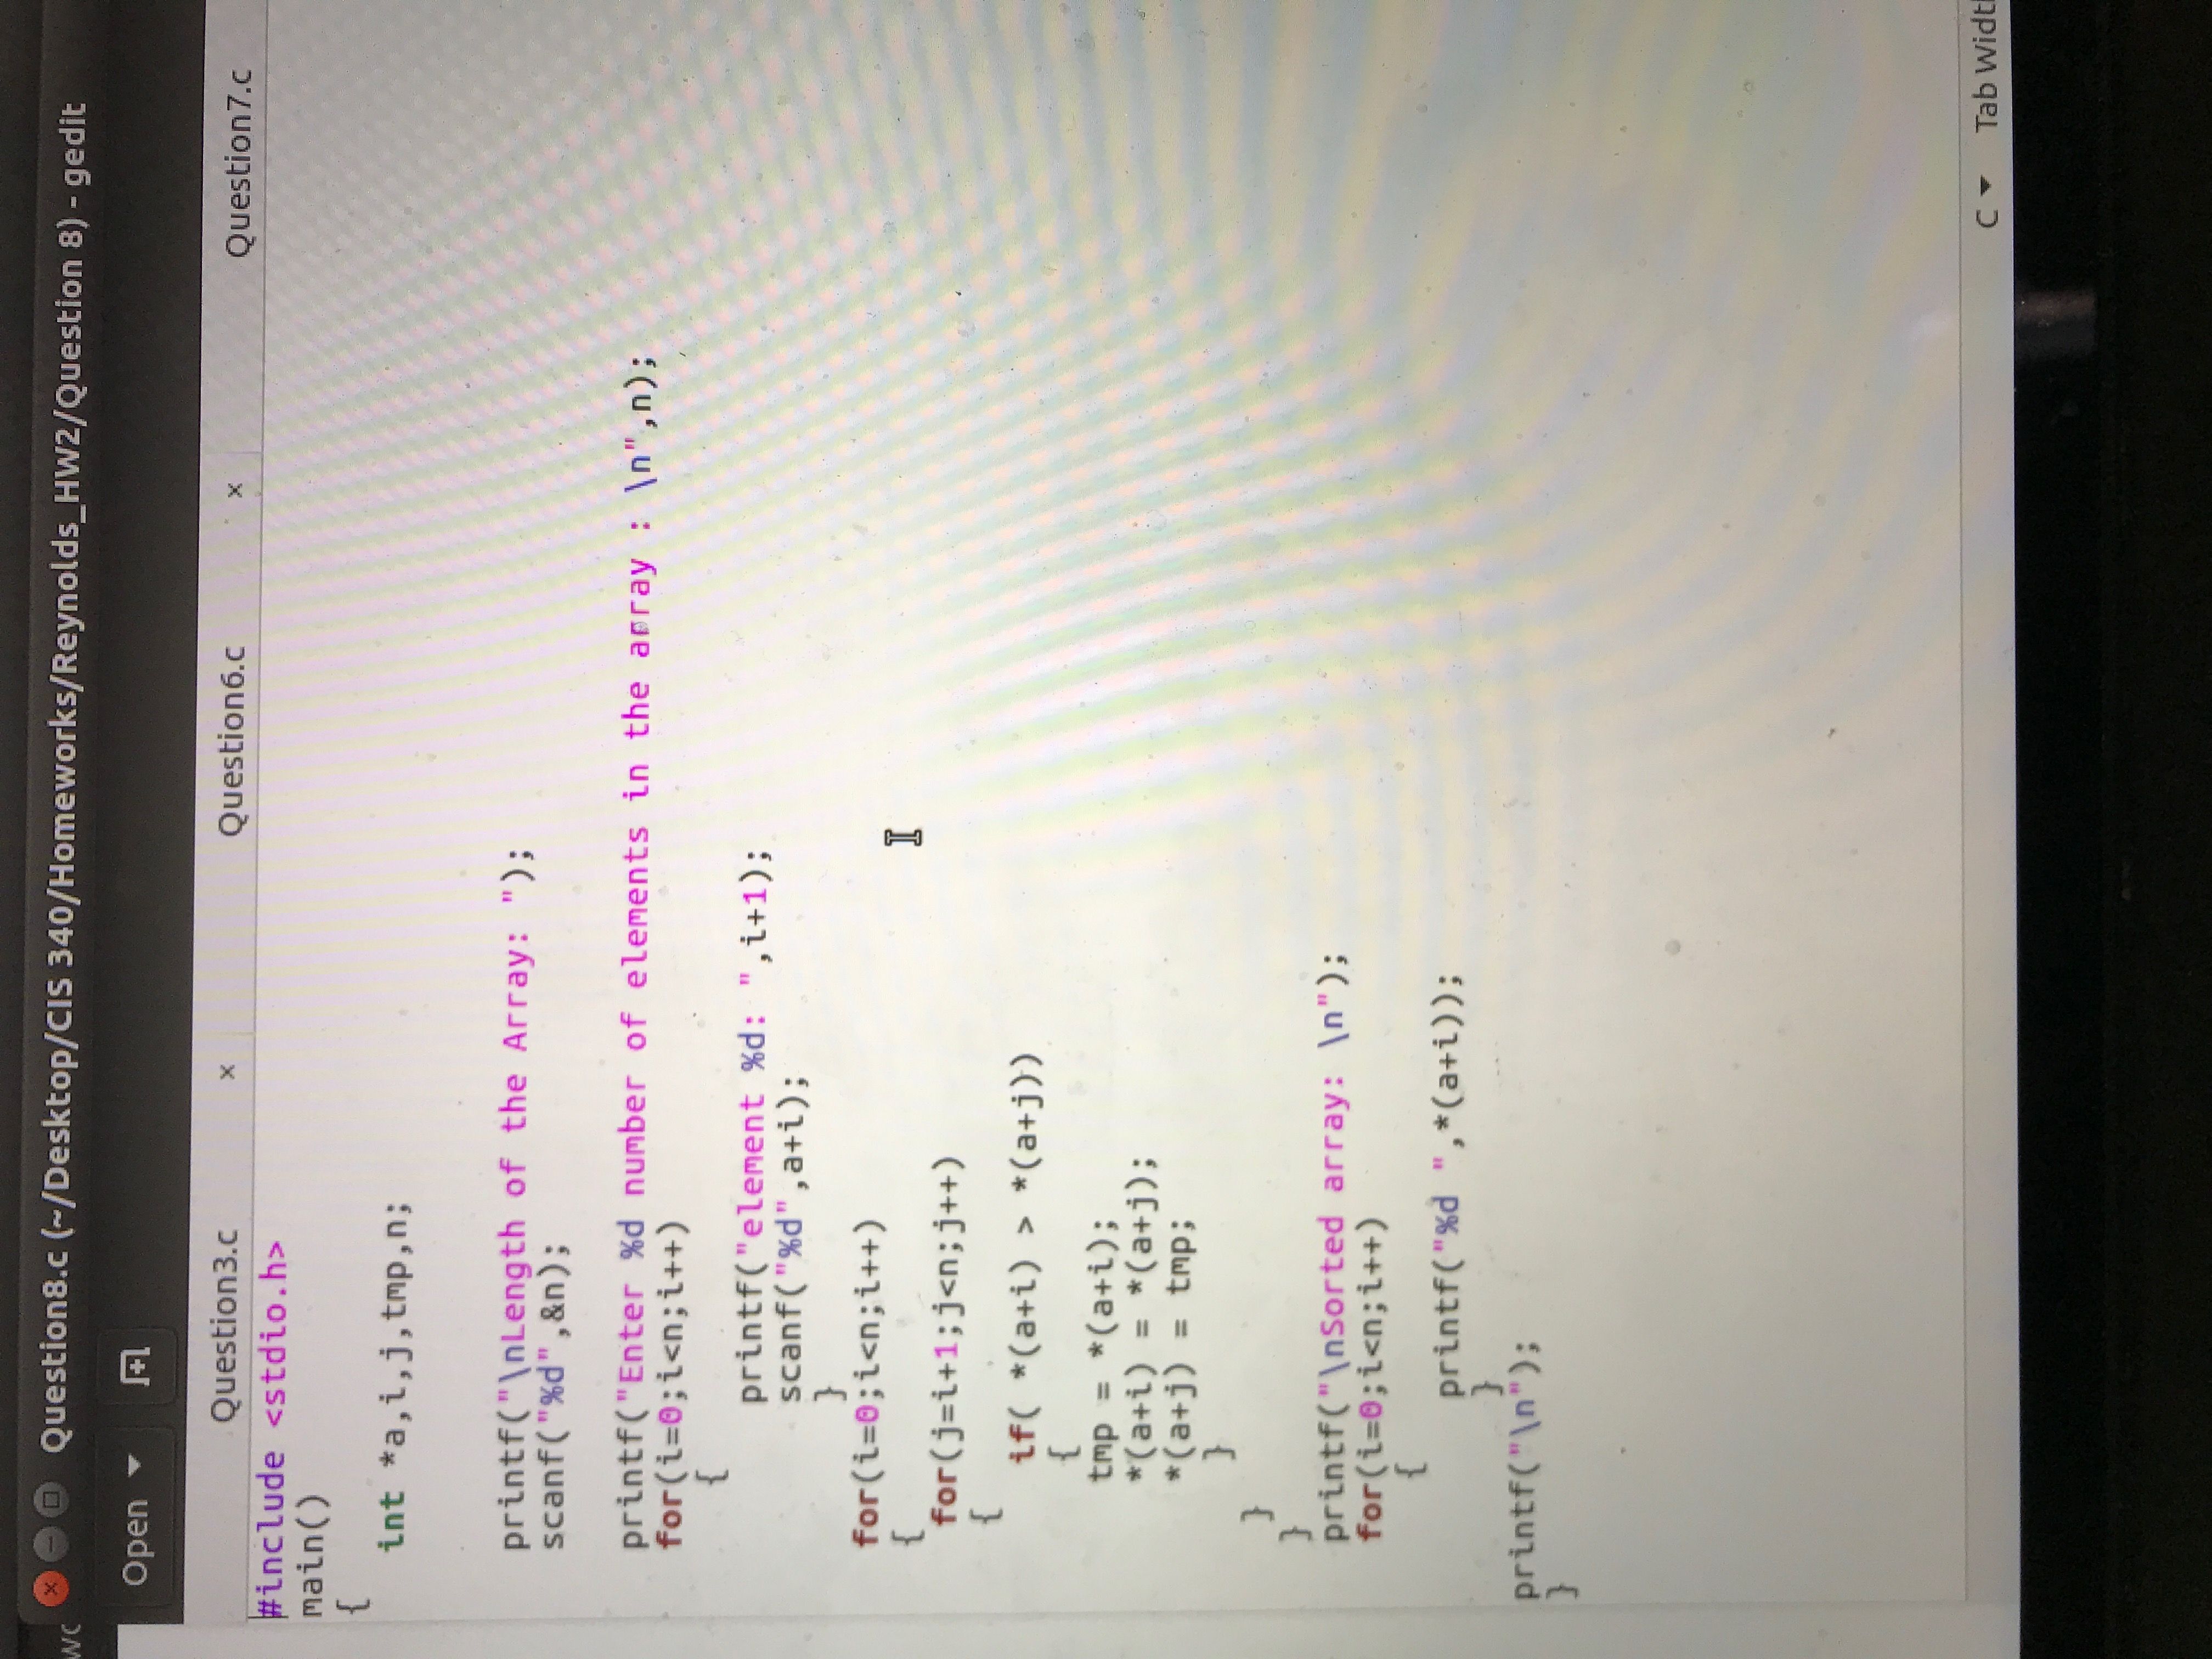 wc
Question8.c (~/Desktop/CIS 340/Homeworks/Reynolds_HW2/Question 8) - gedit
Open
Question3.c × Question6.c × Question7.c
#include <stdio.h>
main()
{
int *a,i,j,tmp,n;
printf("\nLength of the Array: ");
scanf("%d",&n);
printf("Enter %d number of elements in the array : \n",n);
for(i=0;i<n;i++)
{
printf("element %d: ",i+1);
scanf("%d",a+i);
}
for(i=0;i<n;i++)
{
for(j=i+1;j<n;j++)
{
if( *(a+i) > *(a+j))
{
tmp = *(a+i);
*(a+i) = *(a+j);
*(a+j) = tmp;
}
}
}
printf("\nSorted array: \n");
for(i=0;i<n;i++)
{
printf("%d ",*(a+i));
}
printf("\n");
}
C Tab Widt